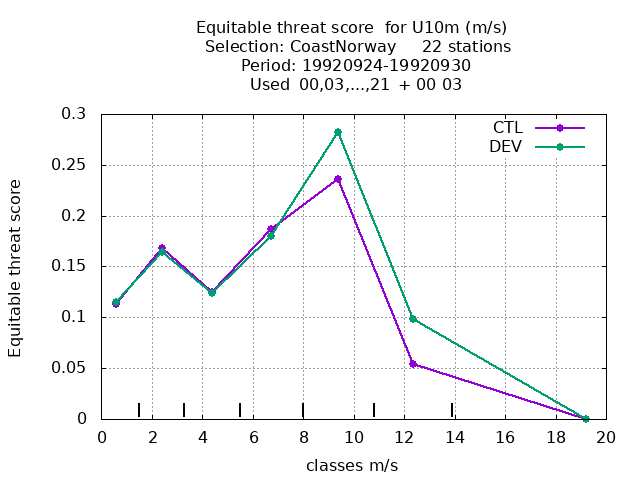 Equitable threat score  for U10m (m/s)
Selection: CoastNorway     22 stations
Period: 19920924-19920930
Used  00,03,...,21  + 00 03
CTL
DEV
Equitable threat score
0.3
0.25
0.2
0.15
0.1
0.05
0
0 2 4 6 8 10 12 14 16 18 20
classes m/s